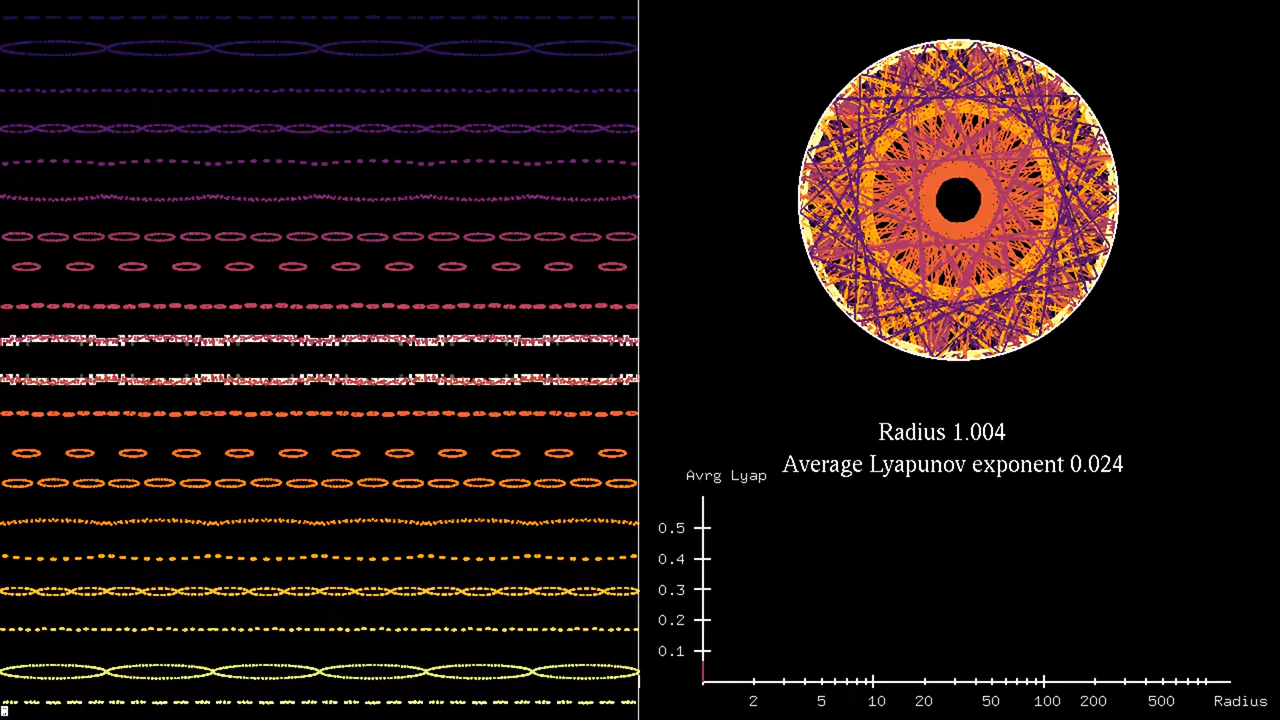 Radius 1.004
Average Lyapunov exponent 0.024
Avrg Lyap
0.5
0.4
0.3
0.2
0.1
2 5 10 20 50 100 200 500 Radius